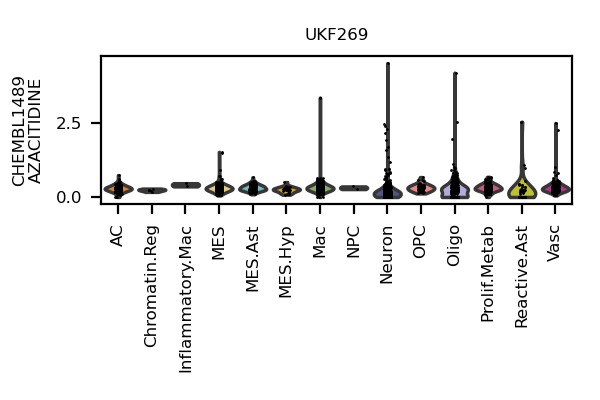 UKF269
CHEMBL1489
AZACITIDINE
2.5
0.0
AC
Chromatin.Reg
Inflammatory.Mac
MES
MES.Ast
MES.Hyp
Mac
NPC
Neuron
OPC
Oligo
Prolif.Metab
Reactive.Ast
Vasc